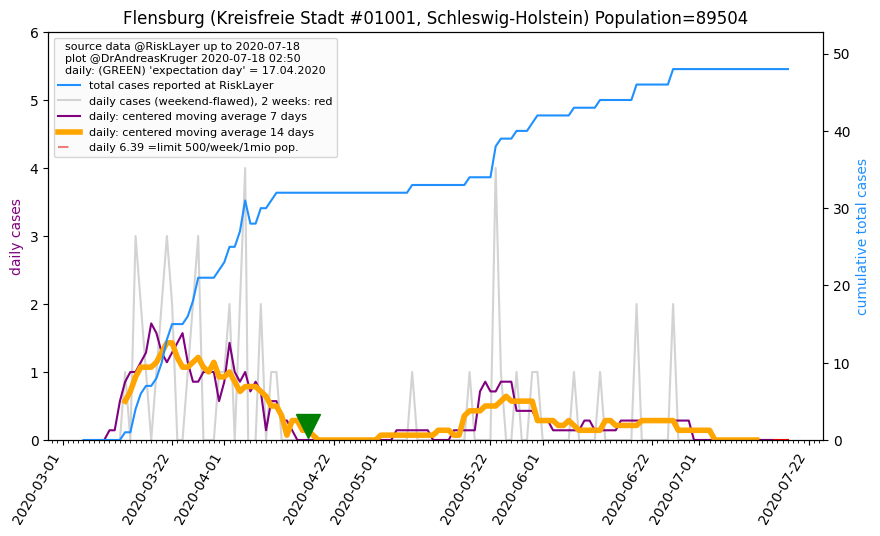 Flensburg (Kreisfreie Stadt #01001, Schleswig-Holstein) Population=89504
source data @RiskLayer up to 2020-07-18
plot @DrAndreasKruger 2020-07-18 02:50
daily: (GREEN) 'expectation day' = 17.04.2020
total cases reported at RiskLayer
daily cases (weekend-flawed), 2 weeks: red
daily: centered moving average 7 days
daily: centered moving average 14 days
daily 6.39 =limit 500/week/1mio pop.
daily cases
6
5
4
3
2
1
0
50
40
30
20
10
0
cumulative total cases
2020-03-01
2020-03-22
2020-04-01
2020-04-22
2020-05-01
2020-05-22
2020-06-01
2020-06-22
2020-07-01
2020-07-22